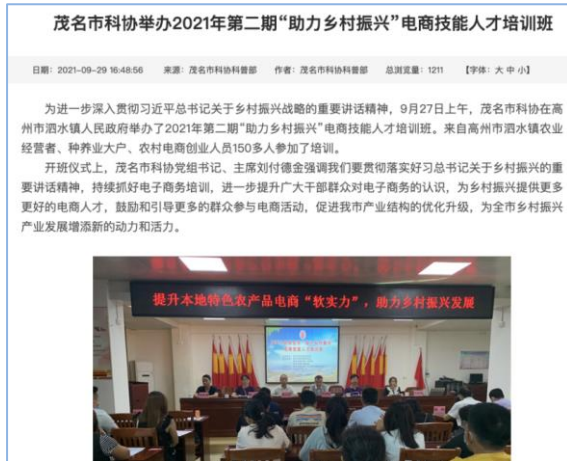 茂名市科协举办2021年第二期“助力乡村振兴”电商技能人才培训班
日期：2021-09-29 16:48:56 来源：茂名市科协科普部 作者：茂名市科协科普部 总浏览量：1211 【字体：大 中 小】
为进一步深入贯彻习近平总书记关于乡村振兴战略的重要讲话精神，9月27日上午，茂名市科协在高
州市泗水镇人民政府举办了2021年第二期“助力乡村振兴”电商技能人才培训班。来自高州市泗水镇农业
经营者、种养业大户、农村电商创业人员150多人参加了培训。
开班仪式上，茂名市科协党组书记、主席刘付德金强调我们要贯彻落实好习总书记关于乡村振兴的重
要讲话精神，持续抓好电子商务培训，进一步提升广大干部群众对电子商务的认识，为乡村振兴提供更多
更好的电商人才，鼓励和引导更多的群众参与电商活动，促进我市产业结构的优化升级，为全市乡村振兴
产业发展增添新的动力和活力。
提升本地特色农产品电商“软实力”，助力乡村振兴发展